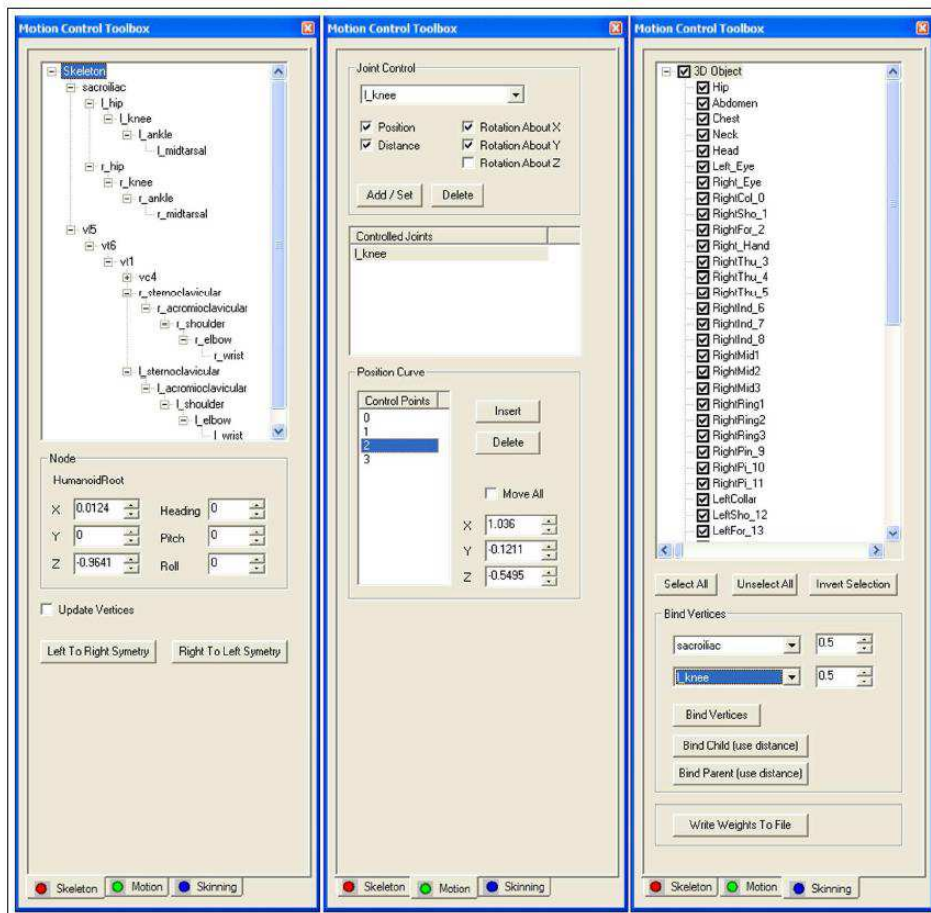 Motion Control Toolbox
Skeleton
sacroiliac
l_hip
l_knee
l_ankle
l_midtarsal
r_hip
r_knee
r_ankle
r_midtarsal
vl5
vt6
vt1
vc4
r_sternoclavicular
r_acromioclavicular
r_shoulder
r_elbow
r_wrist
l_sternoclavicular
l_acromioclavicular
l_shoulder
l_elbow
l_wrist
Node
HumanoidRoot
X 0.0124 Heading 0
Y 0 Pitch 0
Z -0.9641 Roll 0
Update Vertices
Left To Right Symetry Right To Left Symetry
Skeleton Motion Skinning
Motion Control Toolbox
Joint Control
l_knee
Position Rotation About X
Distance Rotation About Y
Rotation About Z
Add / Set Delete
Controlled Joints
l_knee
Position Curve
Control Points
0
1
2
3
Insert
Delete
Move All
X 1.036
Y -0.1211
Z -0.5495
Skeleton Motion Skinning
Motion Control Toolbox
3D Object
Hip
Abdomen
Chest
Neck
Head
Left_Eye
Right_Eye
RightCol_0
RightSho_1
RightFor_2
Right_Hand
RightThu_3
RightThu_4
RightThu_5
RightInd_6
RightInd_7
RightInd_8
RightMid1
RightMid2
RightMid3
RightRing1
RightRing2
RightRing3
RightPin_9
RightPi_10
RightPi_11
LeftCollar
LeftSho_12
LeftFor_13
Select All Unselect All Invert Selection
Bind Vertices
sacroiliac 0.5
l_knee 0.5
Bind Vertices
Bind Child (use distance)
Bind Parent (use distance)
Write Weights To File
Skeleton Motion Skinning